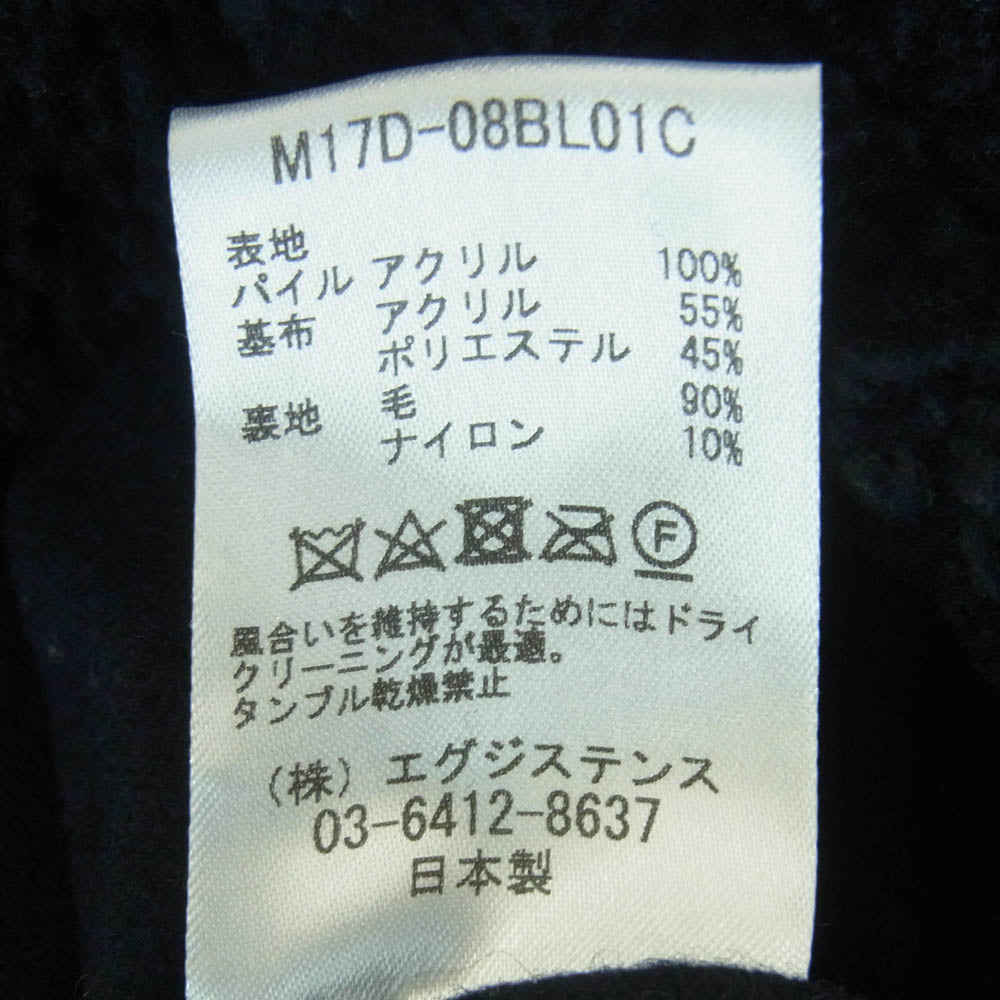 M17D-08BL01C
表地
パイル アクリル 100%
基布 アクリル 55%
ポリエステル 45%
裏地 毛 90%
ナイロン 10%
F
風合いを維持するためにはドライ
クリーニングが最適。
タンブル乾燥禁止
(株) エグジステンス
03-6412-8637
日本製